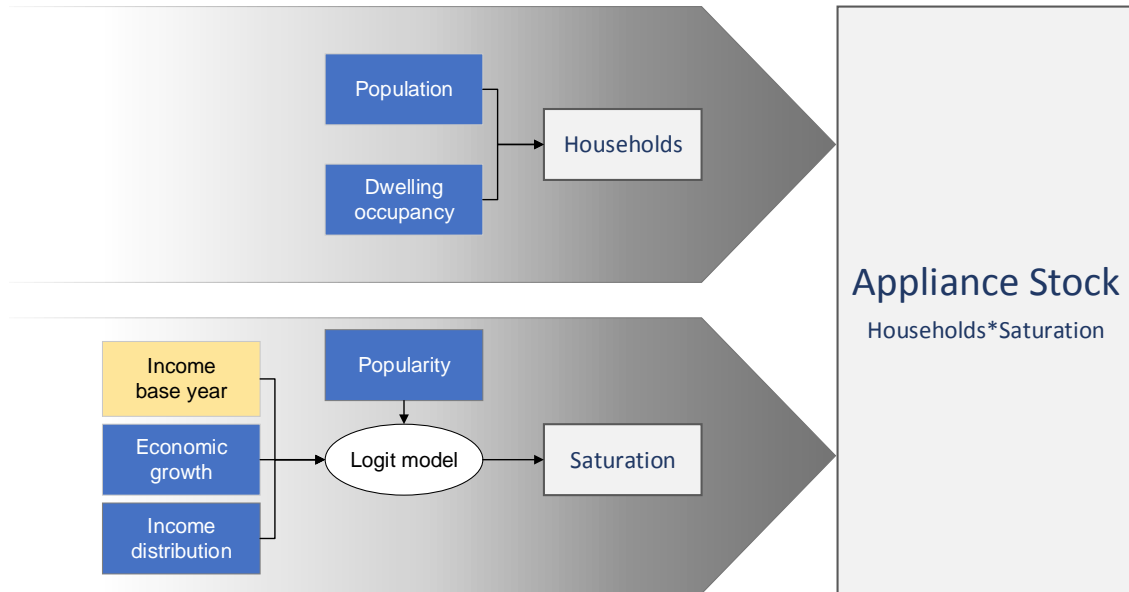 Population
Households
Dwelling
occupancy
Appliance Stock
Households*Saturation
Income
base year
Popularity
Economic
growth
Logit model
Saturation
Income
distribution